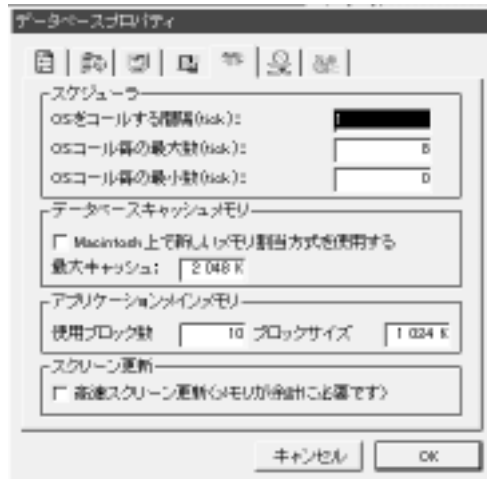 データベースプロパティ
スケジューラ
OSをコールする間隔(tick): 1
OSコール毎の最大数(tick): 8
OSコール毎の最小数(tick): 0
データベースキャッシュメモリ
Macintosh上で新しいメモリ割当方式を使用する
最大キャッシュ: 2 048 K
アプリケーションメインメモリ
使用ブロック数 10 ブロックサイズ 1 024 K
スクリーン更新
高速スクリーン更新(メモリが余計に必要です)
キャンセル OK